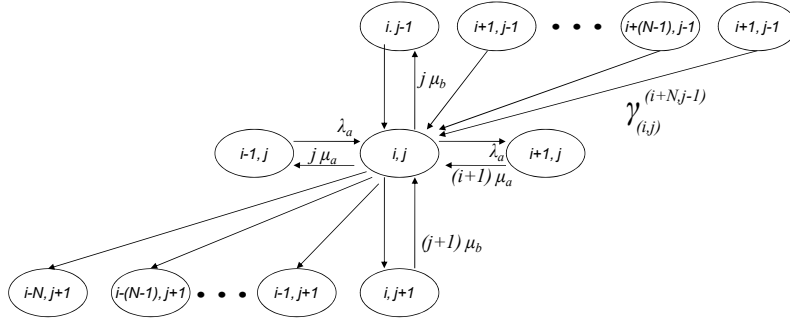 i. j-1
i+1, j-1
• • •
i+(N-1), j-1
i+1, j-1
j μb
γ(i,j)(i+N,j-1)
λa
i-1, j
j μa
i, j
λa
(i+1) μa
i+1, j
(j+1) μb
i-N, j+1
i-(N-1), j+1
• • •
i-1, j+1
i, j+1